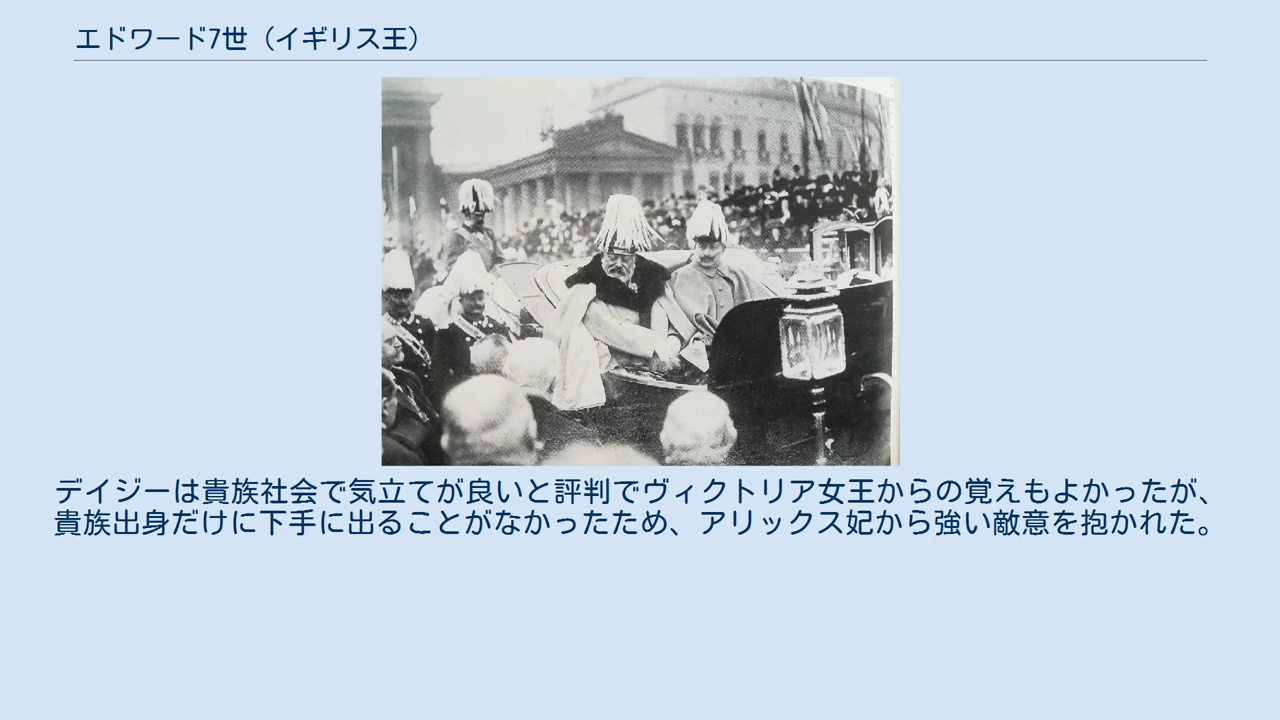 エドワード7世（イギリス王）
デイジーは貴族社会で気立てが良いと評判でヴィクトリア女王からの覚えもよかったが、
貴族出身だけに下手に出ることがなかったため、アリックス妃から強い敵意を抱かれた。